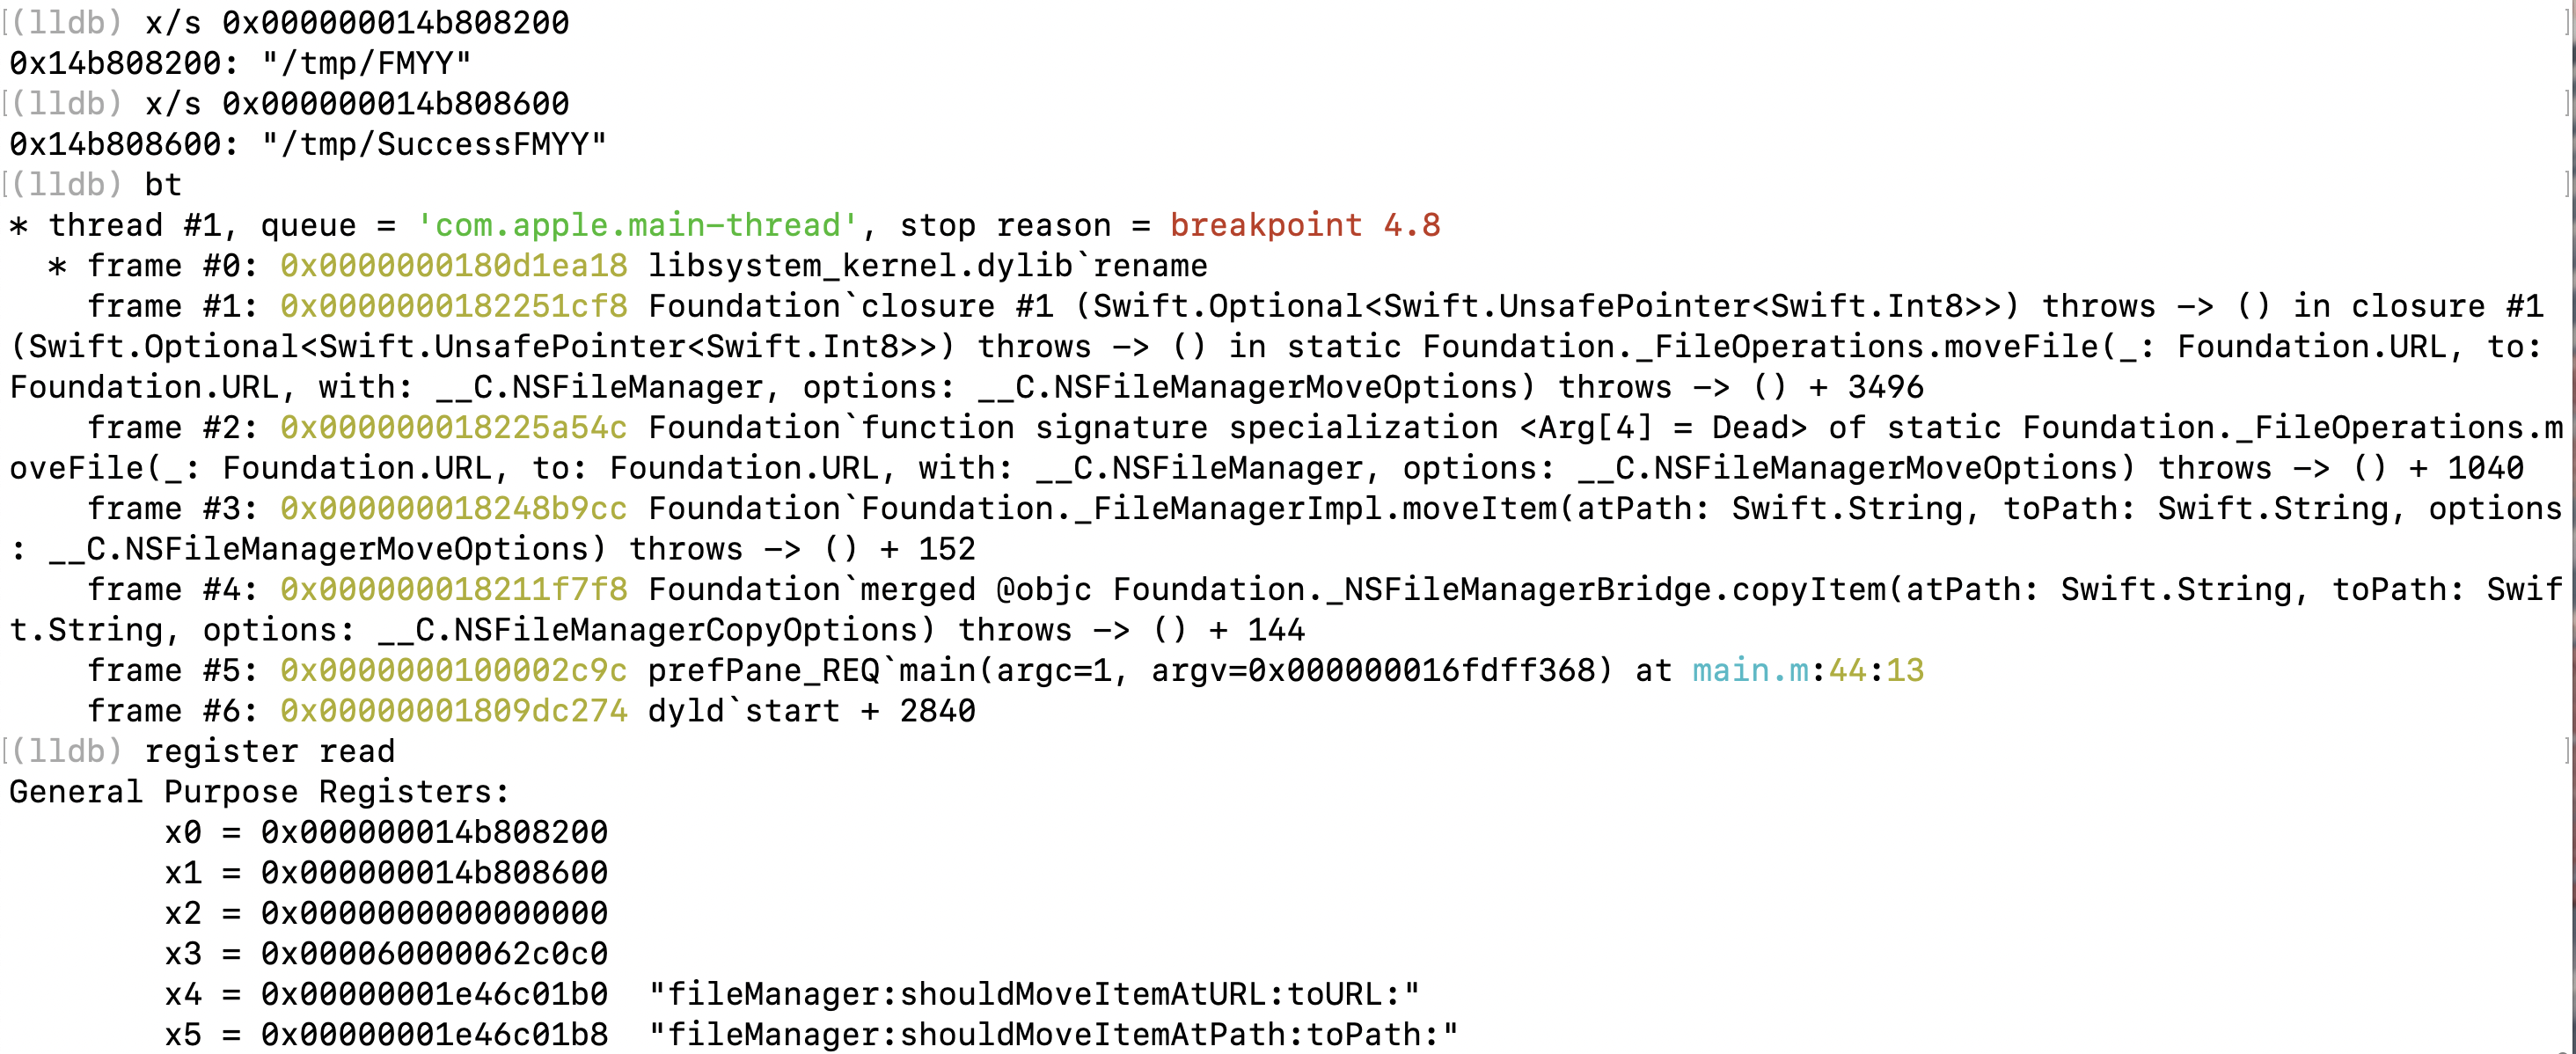 [(lldb) x/s 0x000000014b808200 ]
0x14b808200: "/tmp/FMYY"
[(lldb) x/s 0x000000014b808600 ]
0x14b808600: "/tmp/SuccessFMYY"
[(lldb) bt ]
* thread #1, queue = 'com.apple.main-thread', stop reason = breakpoint 4.8
  * frame #0: 0x0000000180d1ea18 libsystem_kernel.dylib`rename
    frame #1: 0x0000000182251cf8 Foundation`closure #1 (Swift.Optional<Swift.UnsafePointer<Swift.Int8>>) throws -> () in closure #1
(Swift.Optional<Swift.UnsafePointer<Swift.Int8>>) throws -> () in static Foundation._FileOperations.moveFile(_: Foundation.URL, to:
Foundation.URL, with: __C.NSFileManager, options: __C.NSFileManagerMoveOptions) throws -> () + 3496
    frame #2: 0x000000018225a54c Foundation`function signature specialization <Arg[4] = Dead> of static Foundation._FileOperations.m
oveFile(_: Foundation.URL, to: Foundation.URL, with: __C.NSFileManager, options: __C.NSFileManagerMoveOptions) throws -> () + 1040
    frame #3: 0x000000018248b9cc Foundation`Foundation._FileManagerImpl.moveItem(atPath: Swift.String, toPath: Swift.String, options
: __C.NSFileManagerMoveOptions) throws -> () + 152
    frame #4: 0x000000018211f7f8 Foundation`merged @objc Foundation._NSFileManagerBridge.copyItem(atPath: Swift.String, toPath: Swif
t.String, options: __C.NSFileManagerCopyOptions) throws -> () + 144
    frame #5: 0x0000000100002c9c prefPane_REQ`main(argc=1, argv=0x000000016fdff368) at main.m:44:13
    frame #6: 0x00000001809dc274 dyld`start + 2840
[(lldb) register read ]
General Purpose Registers:
        x0 = 0x000000014b808200
        x1 = 0x000000014b808600
        x2 = 0x0000000000000000
        x3 = 0x000060000062c0c0
        x4 = 0x00000001e46c01b0  "fileManager:shouldMoveItemAtURL:toURL:"
        x5 = 0x00000001e46c01b8  "fileManager:shouldMoveItemAtPath:toPath:"